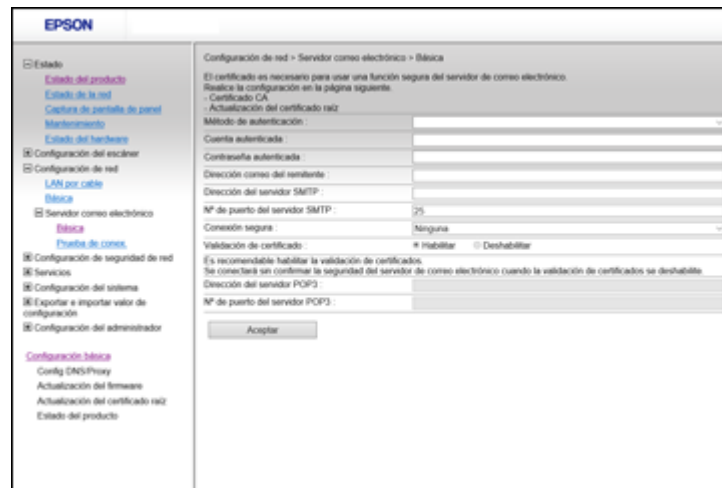 EPSON
Estado
Estado del producto
Estado de la red
Captura de pantalla de panel
Mantenimiento
Estado del hardware
Configuración del escáner
Configuración de red
LAN por cable
Básica
Servidor correo electrónico
Básica
Prueba de conex.
Configuración de seguridad de red
Servicios
Configuración del sistema
Exportar e importar valor de
configuración
Configuración del administrador
Configuración básica
Config DNS/Proxy
Actualización del firmware
Actualización del certificado raíz
Estado del producto
Configuración de red > Servidor correo electrónico > Básica
El certificado es necesario para usar una función segura del servidor de correo electrónico.
Realice la configuración en la página siguiente.
- Certificado CA
- Actualización del certificado raíz
Método de autenticación :
Cuenta autenticada :
Contraseña autenticada :
Dirección correo del remitente :
Dirección del servidor SMTP :
Nº de puerto del servidor SMTP : 25
Conexión segura : Ninguna
Validación de certificado : Habilitar Deshabilitar
Es recomendable habilitar la validación de certificados.
Se conectará sin confirmar la seguridad del servidor de correo electrónico cuando la validación de certificados se deshabilite.
Dirección del servidor POP3 :
Nº de puerto del servidor POP3 :
Aceptar